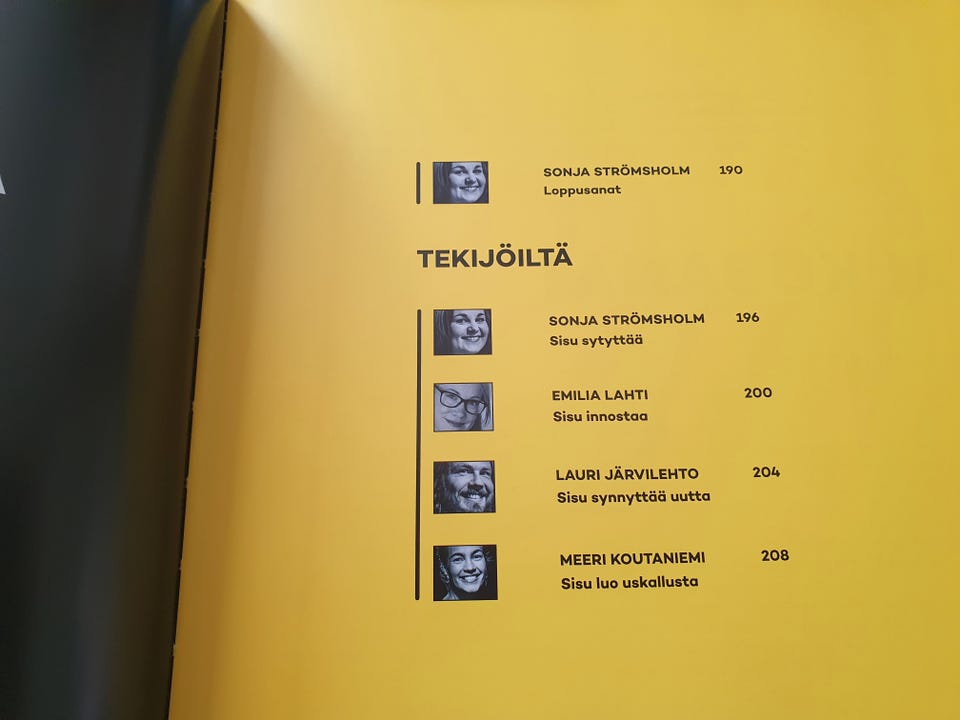 SONJA STRÖMSHOLM 190
Loppusanat
TEKIJÖILTÄ
SONJA STRÖMSHOLM 196
Sisu sytyttää
EMILIA LAHTI 200
Sisu innostaa
LAURI JÄRVILEHTO 204
Sisu synnyttää uutta
MEERI KOUTANIEMI 208
Sisu luo uskallusta